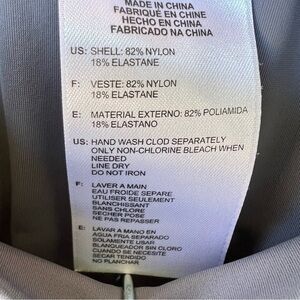 MADE IN CHINA
FABRIQUÉ EN CHINE
HECHO EN CHINA
FABRICADO NA CHINA
US: SHELL: 82% NYLON
18% ELASTANE
F: VESTE: 82% NYLON
18% ELASTANE
E: MATERIAL EXTERNO: 82% POLIAMIDA
18% ELASTANO
US: HAND WASH CLOD SEPARATELY
ONLY NON-CHLORINE BLEACH WHEN
NEEDED
LINE DRY
DO NOT IRON
F: LAVER A MAIN
EAU FROIDE SEPARE
UTILISER SEULEMENT
BLANCHISSANT
SANS CHLORE
SECHER POSE
NE PAS REPASSER
E: LAVAR A MANO EN
AGUA FRIA SEPARADO
SOLAMENTE USAR
BLANQUEADOR SIN CLORO
CUANDO SE NECESITE
SECAR TENDIDO
NO PLANCHAR